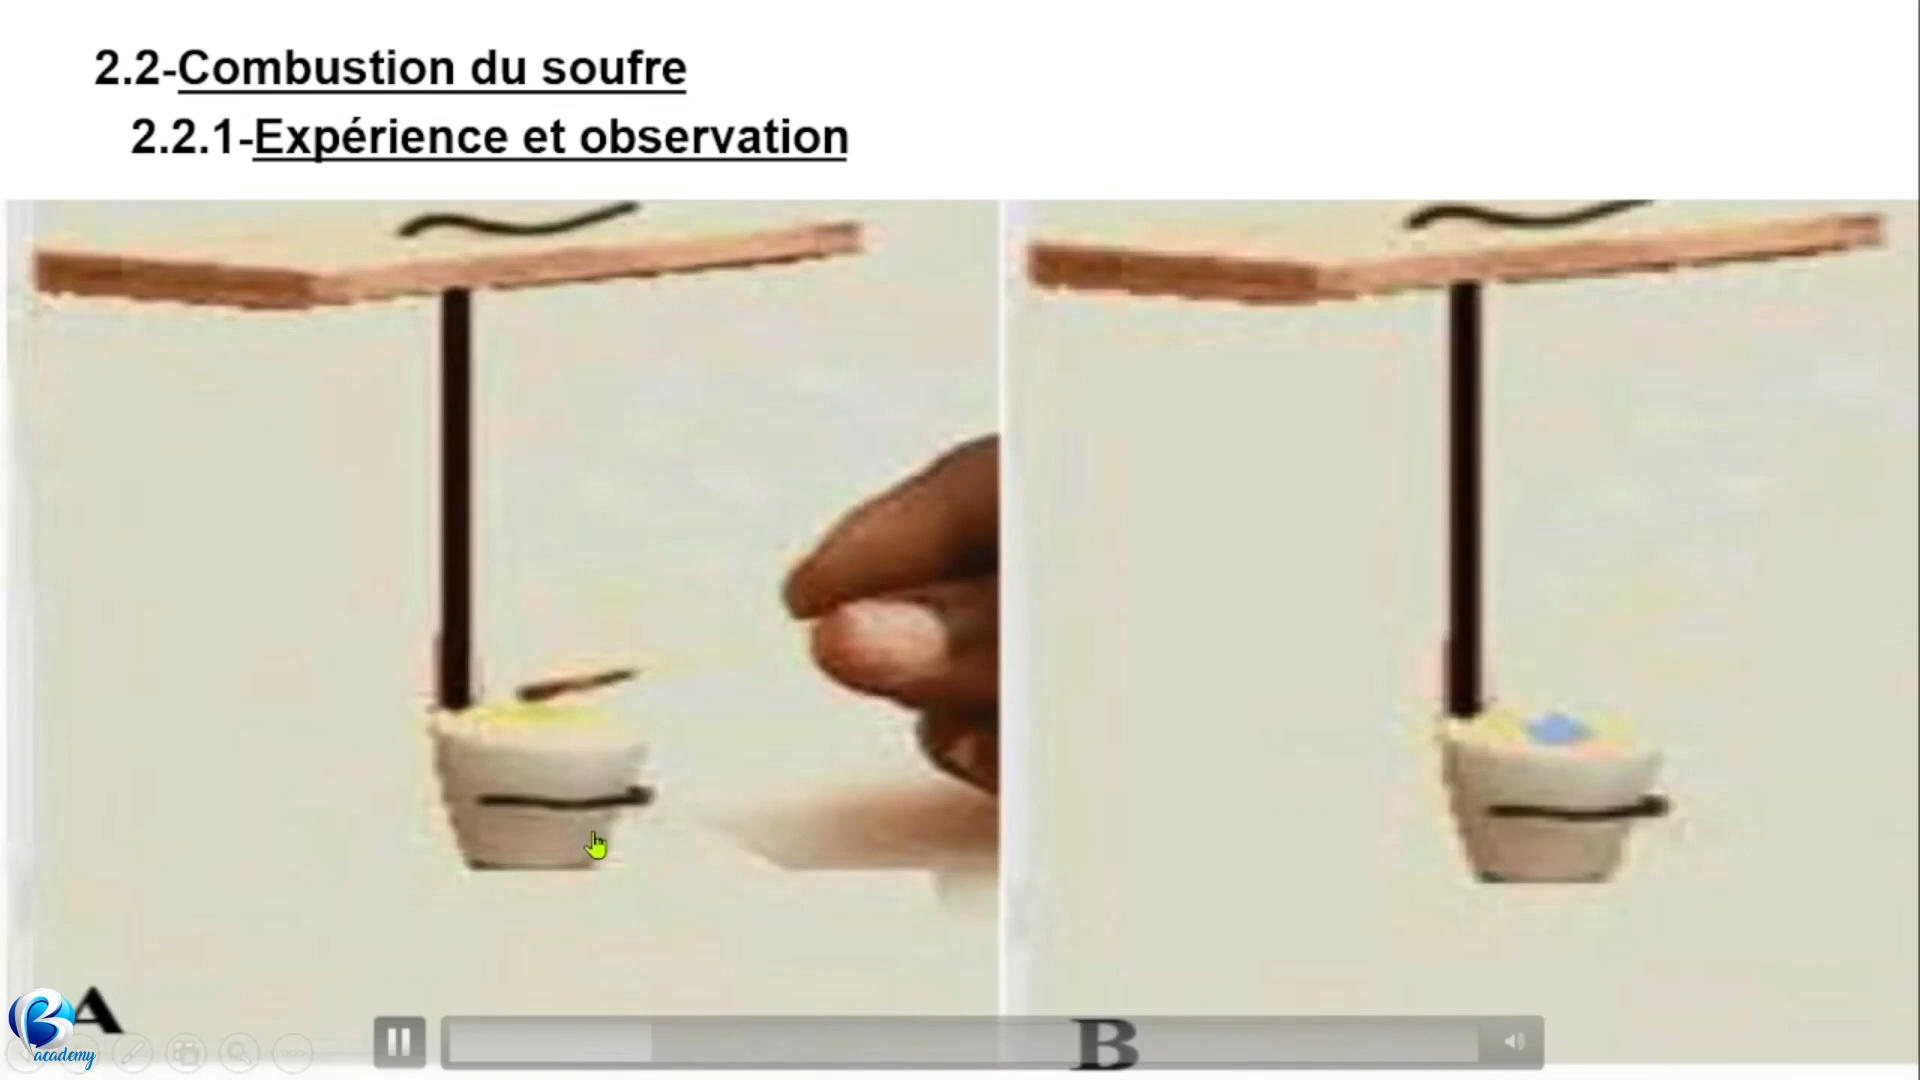 2.2-Combustion du soufre
2.2.1-Expérience et observation
A
B
B
academy